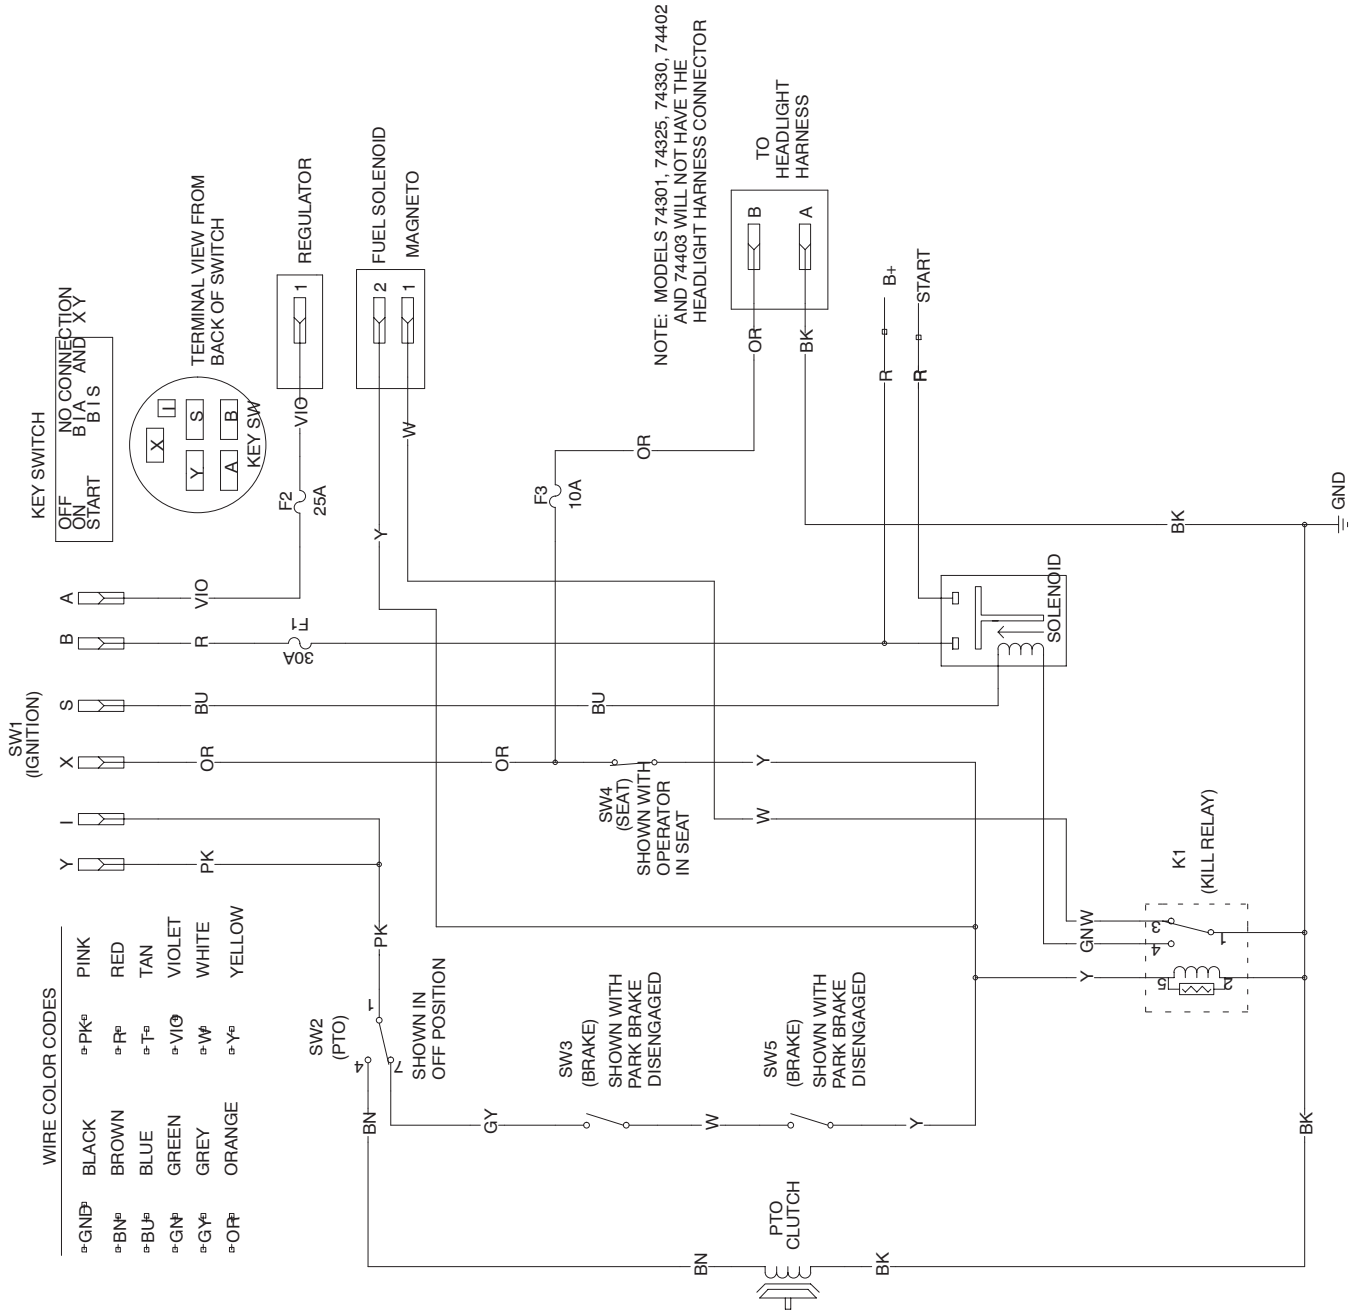 KEY SWITCH
OFF NO CONNECTION
ON B I A AND X Y
START B I S
TERMINAL VIEW FROM
BACK OF SWITCH
X
I
Y
S
A
B
KEY SW
REGULATOR
1
VIO
F2
25A
FUEL SOLENOID
MAGNETO
2
1
Y
W
NOTE: MODELS 74301, 74325, 74330, 74402
AND 74403 WILL NOT HAVE THE
HEADLIGHT HARNESS CONNECTOR
TO
HEADLIGHT
HARNESS
B
A
OR
BK
OR
F3
10A
B+
START
R
R
SW1
(IGNITION)
A
B
S
X
I
Y
VIO
R
F1
30A
BU
BU
OR
OR
PK
SOLENOID
BK
GND
SW4
(SEAT)
SHOWN WITH
OPERATOR
IN SEAT
Y
W
K1
(KILL RELAY)
W
GN
3
4
1
Y
5
2
WIRE COLOR CODES
GND BLACK PK PINK
BN BROWN R RED
BU BLUE T TAN
GN GREEN VIO VIOLET
GY GREY W WHITE
OR ORANGE Y YELLOW
PK
1
SW2
(PTO)
4
7
SHOWN IN
OFF POSITION
BN
GY
SW3
(BRAKE)
SHOWN WITH
PARK BRAKE
DISENGAGED
W
SW5
(BRAKE)
SHOWN WITH
PARK BRAKE
DISENGAGED
Y
BN
PTO
CLUTCH
BK
BK